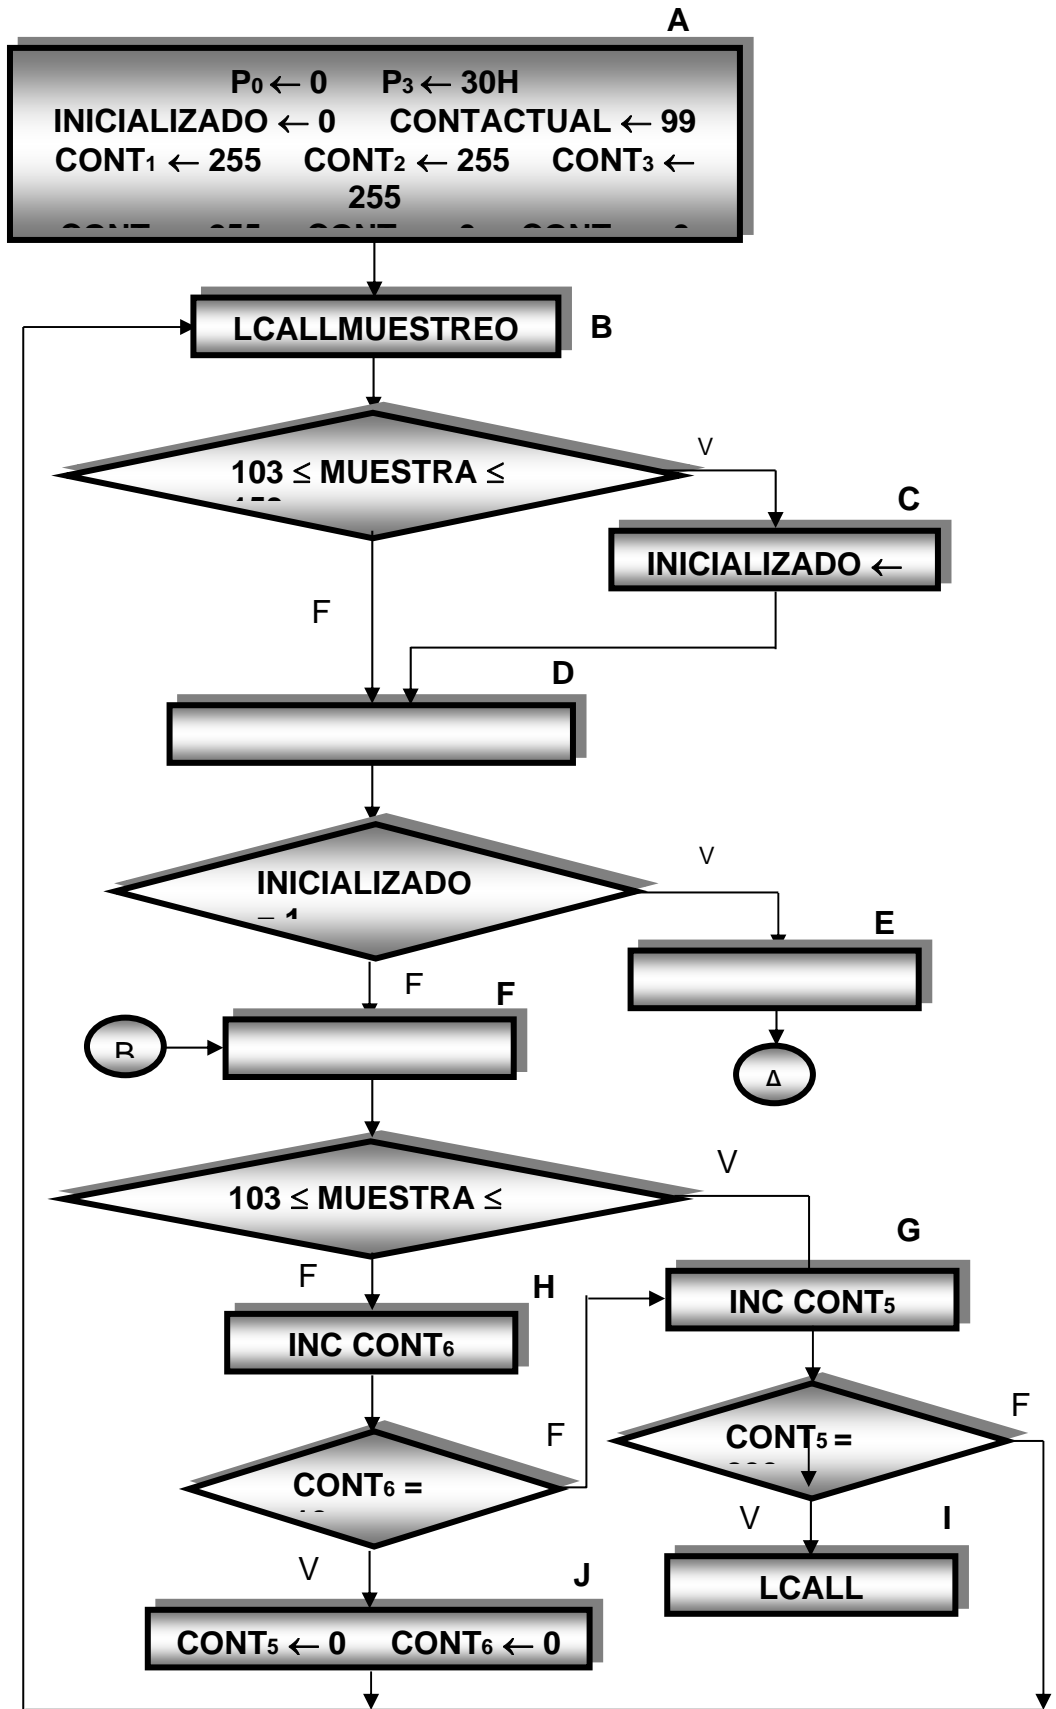 A
P0 ← 0 P3 ← 30H
INICIALIZADO ← 0 CONTACTUAL ← 99
CONT1 ← 255 CONT2 ← 255 CONT3 ←
255
LCALLMUESTREO
B
103 ≤ MUESTRA ≤
V
C
INICIALIZADO ←
F
D
INICIALIZADO
V
E
F
F
B
A
103 ≤ MUESTRA ≤
V
G
INC CONT5
F
H
INC CONT6
CONT5 =
F
CONT6 =
F
V
I
LCALL
V
J
CONT5 ← 0 CONT6 ← 0